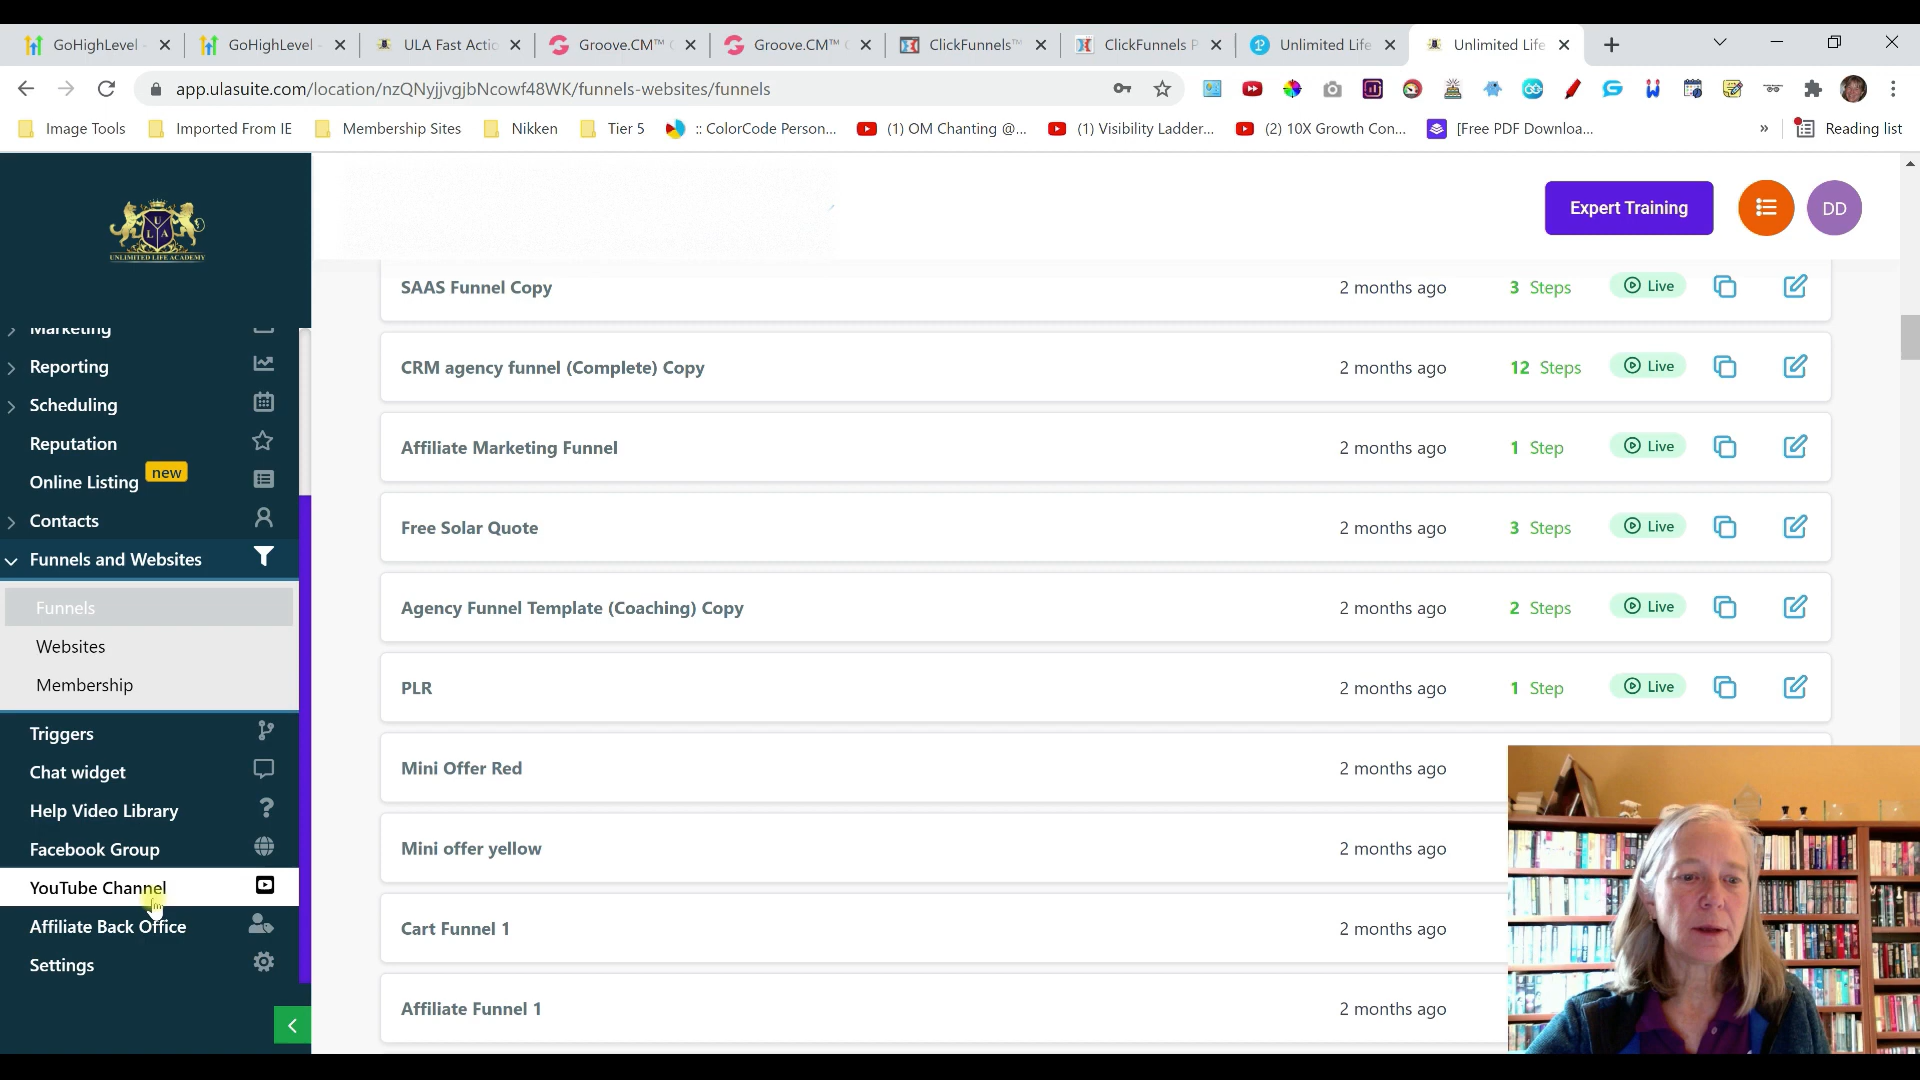 GoHighLevel
GoHighLevel
ULA Fast Actio
Groove.CM™
Groove.CM™
ClickFunnels™
ClickFunnels P
Unlimited Life
Unlimited Life
app.ulasuite.com/location/nzQNyjjvgjbNcowf48WK/funnels-websites/funnels
Image Tools
Imported From IE
Membership Sites
Nikken
Tier 5
:: ColorCode Person...
(1) OM Chanting @...
(1) Visibility Ladder...
(2) 10X Growth Con...
[Free PDF Downloa...
»
Reading list
U
L A
UNLIMITED LIFE ACADEMY
Expert Training
DD
Marketing
Reporting
Scheduling
Reputation
Online Listing new
Contacts
Funnels and Websites
Funnels
Websites
Membership
Triggers
Chat widget
Help Video Library
Facebook Group
YouTube Channel
Affiliate Back Office
Settings
SAAS Funnel Copy 2 months ago 3 Steps Live
CRM agency funnel (Complete) Copy 2 months ago 12 Steps Live
Affiliate Marketing Funnel 2 months ago 1 Step Live
Free Solar Quote 2 months ago 3 Steps Live
Agency Funnel Template (Coaching) Copy 2 months ago 2 Steps Live
PLR 2 months ago 1 Step Live
Mini Offer Red 2 months ago
Mini offer yellow 2 months ago
Cart Funnel 1 2 months ago
Affiliate Funnel 1 2 months ago